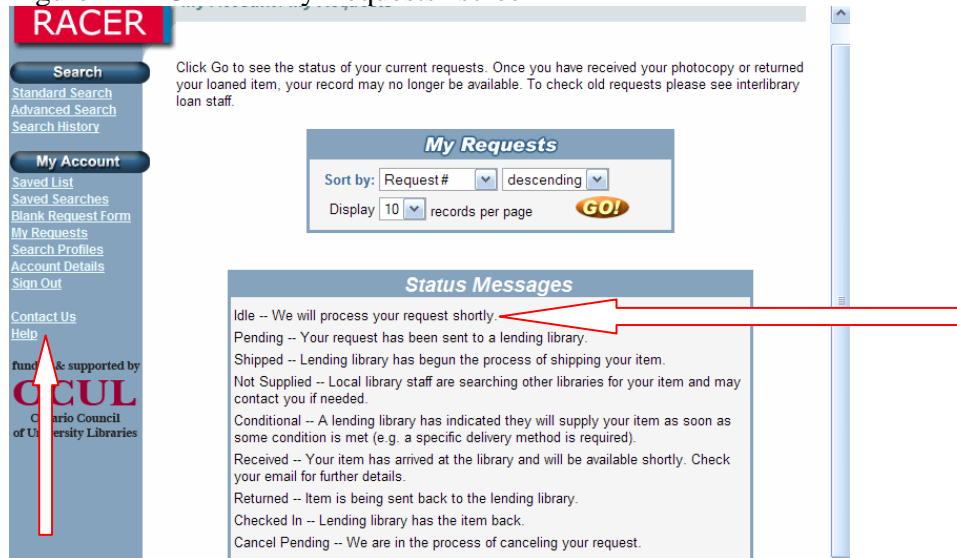 RACER
Search
Standard Search
Advanced Search
Search History
My Account
Saved List
Saved Searches
Blank Request Form
My Requests
Search Profiles
Account Details
Sign Out
Contact Us
Help
& supported by
OCUL
Council
of University Libraries
Click Go to see the status of your current requests. Once you have received your photocopy or returned
your loaned item, your record may no longer be available. To check old requests please see interlibrary
loan staff.
My Requests
Sort by: Request # descending
Display 10 records per page GO!
Status Messages
Idle -- We will process your request shortly.
Pending -- Your request has been sent to a lending library.
Shipped -- Lending library has begun the process of shipping your item.
Not Supplied -- Local library staff are searching other libraries for your item and may
contact you if needed.
Conditional -- A lending library has indicated they will supply your item as soon as
some condition is met (e.g. a specific delivery method is required).
Received -- Your item has arrived at the library and will be available shortly. Check
your email for further details.
Returned -- Item is being sent back to the lending library.
Checked In -- Lending library has the item back.
Cancel Pending -- We are in the process of canceling your request.